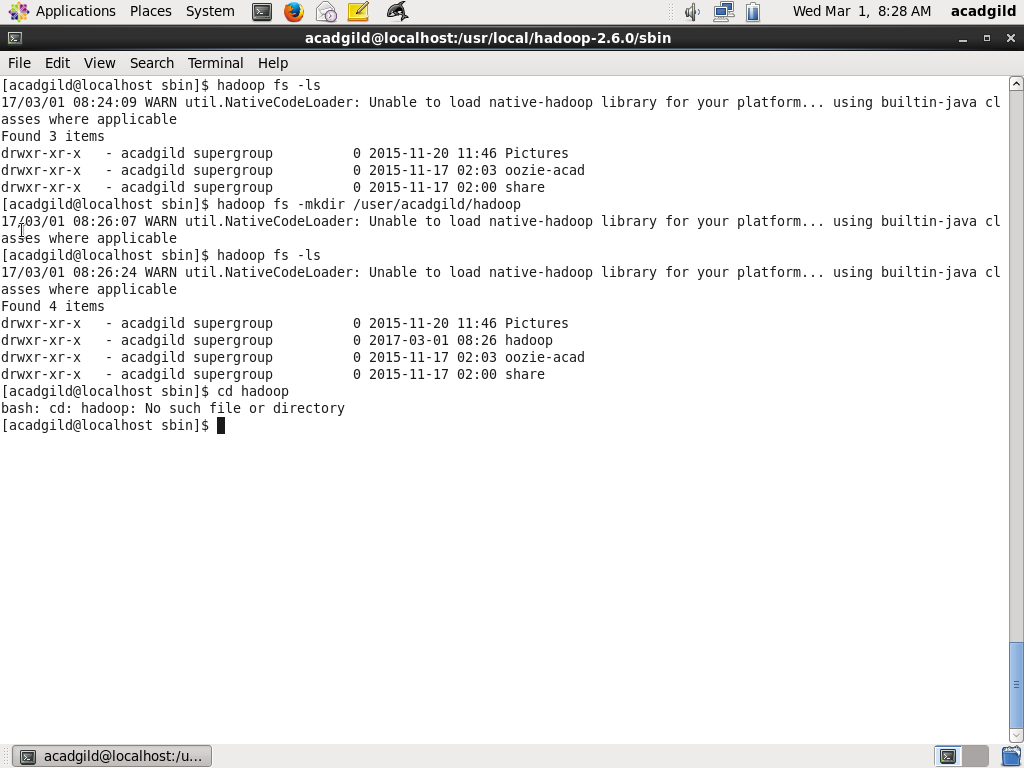 Applications Places System Wed Mar 1, 8:28 AM acadgild
acadgild@localhost:/usr/local/hadoop-2.6.0/sbin
File Edit View Search Terminal Help
[acadgild@localhost sbin]$ hadoop fs -ls
17/03/01 08:24:09 WARN util.NativeCodeLoader: Unable to load native-hadoop library for your platform... using builtin-java cl
asses where applicable
Found 3 items
drwxr-xr-x   - acadgild supergroup          0 2015-11-20 11:46 Pictures
drwxr-xr-x   - acadgild supergroup          0 2015-11-17 02:03 oozie-acad
drwxr-xr-x   - acadgild supergroup          0 2015-11-17 02:00 share
[acadgild@localhost sbin]$ hadoop fs -mkdir /user/acadgild/hadoop
17/03/01 08:26:07 WARN util.NativeCodeLoader: Unable to load native-hadoop library for your platform... using builtin-java cl
asses where applicable
[acadgild@localhost sbin]$ hadoop fs -ls
17/03/01 08:26:24 WARN util.NativeCodeLoader: Unable to load native-hadoop library for your platform... using builtin-java cl
asses where applicable
Found 4 items
drwxr-xr-x   - acadgild supergroup          0 2015-11-20 11:46 Pictures
drwxr-xr-x   - acadgild supergroup          0 2017-03-01 08:26 hadoop
drwxr-xr-x   - acadgild supergroup          0 2015-11-17 02:03 oozie-acad
drwxr-xr-x   - acadgild supergroup          0 2015-11-17 02:00 share
[acadgild@localhost sbin]$ cd hadoop
bash: cd: hadoop: No such file or directory
[acadgild@localhost sbin]$
acadgild@localhost:/u...